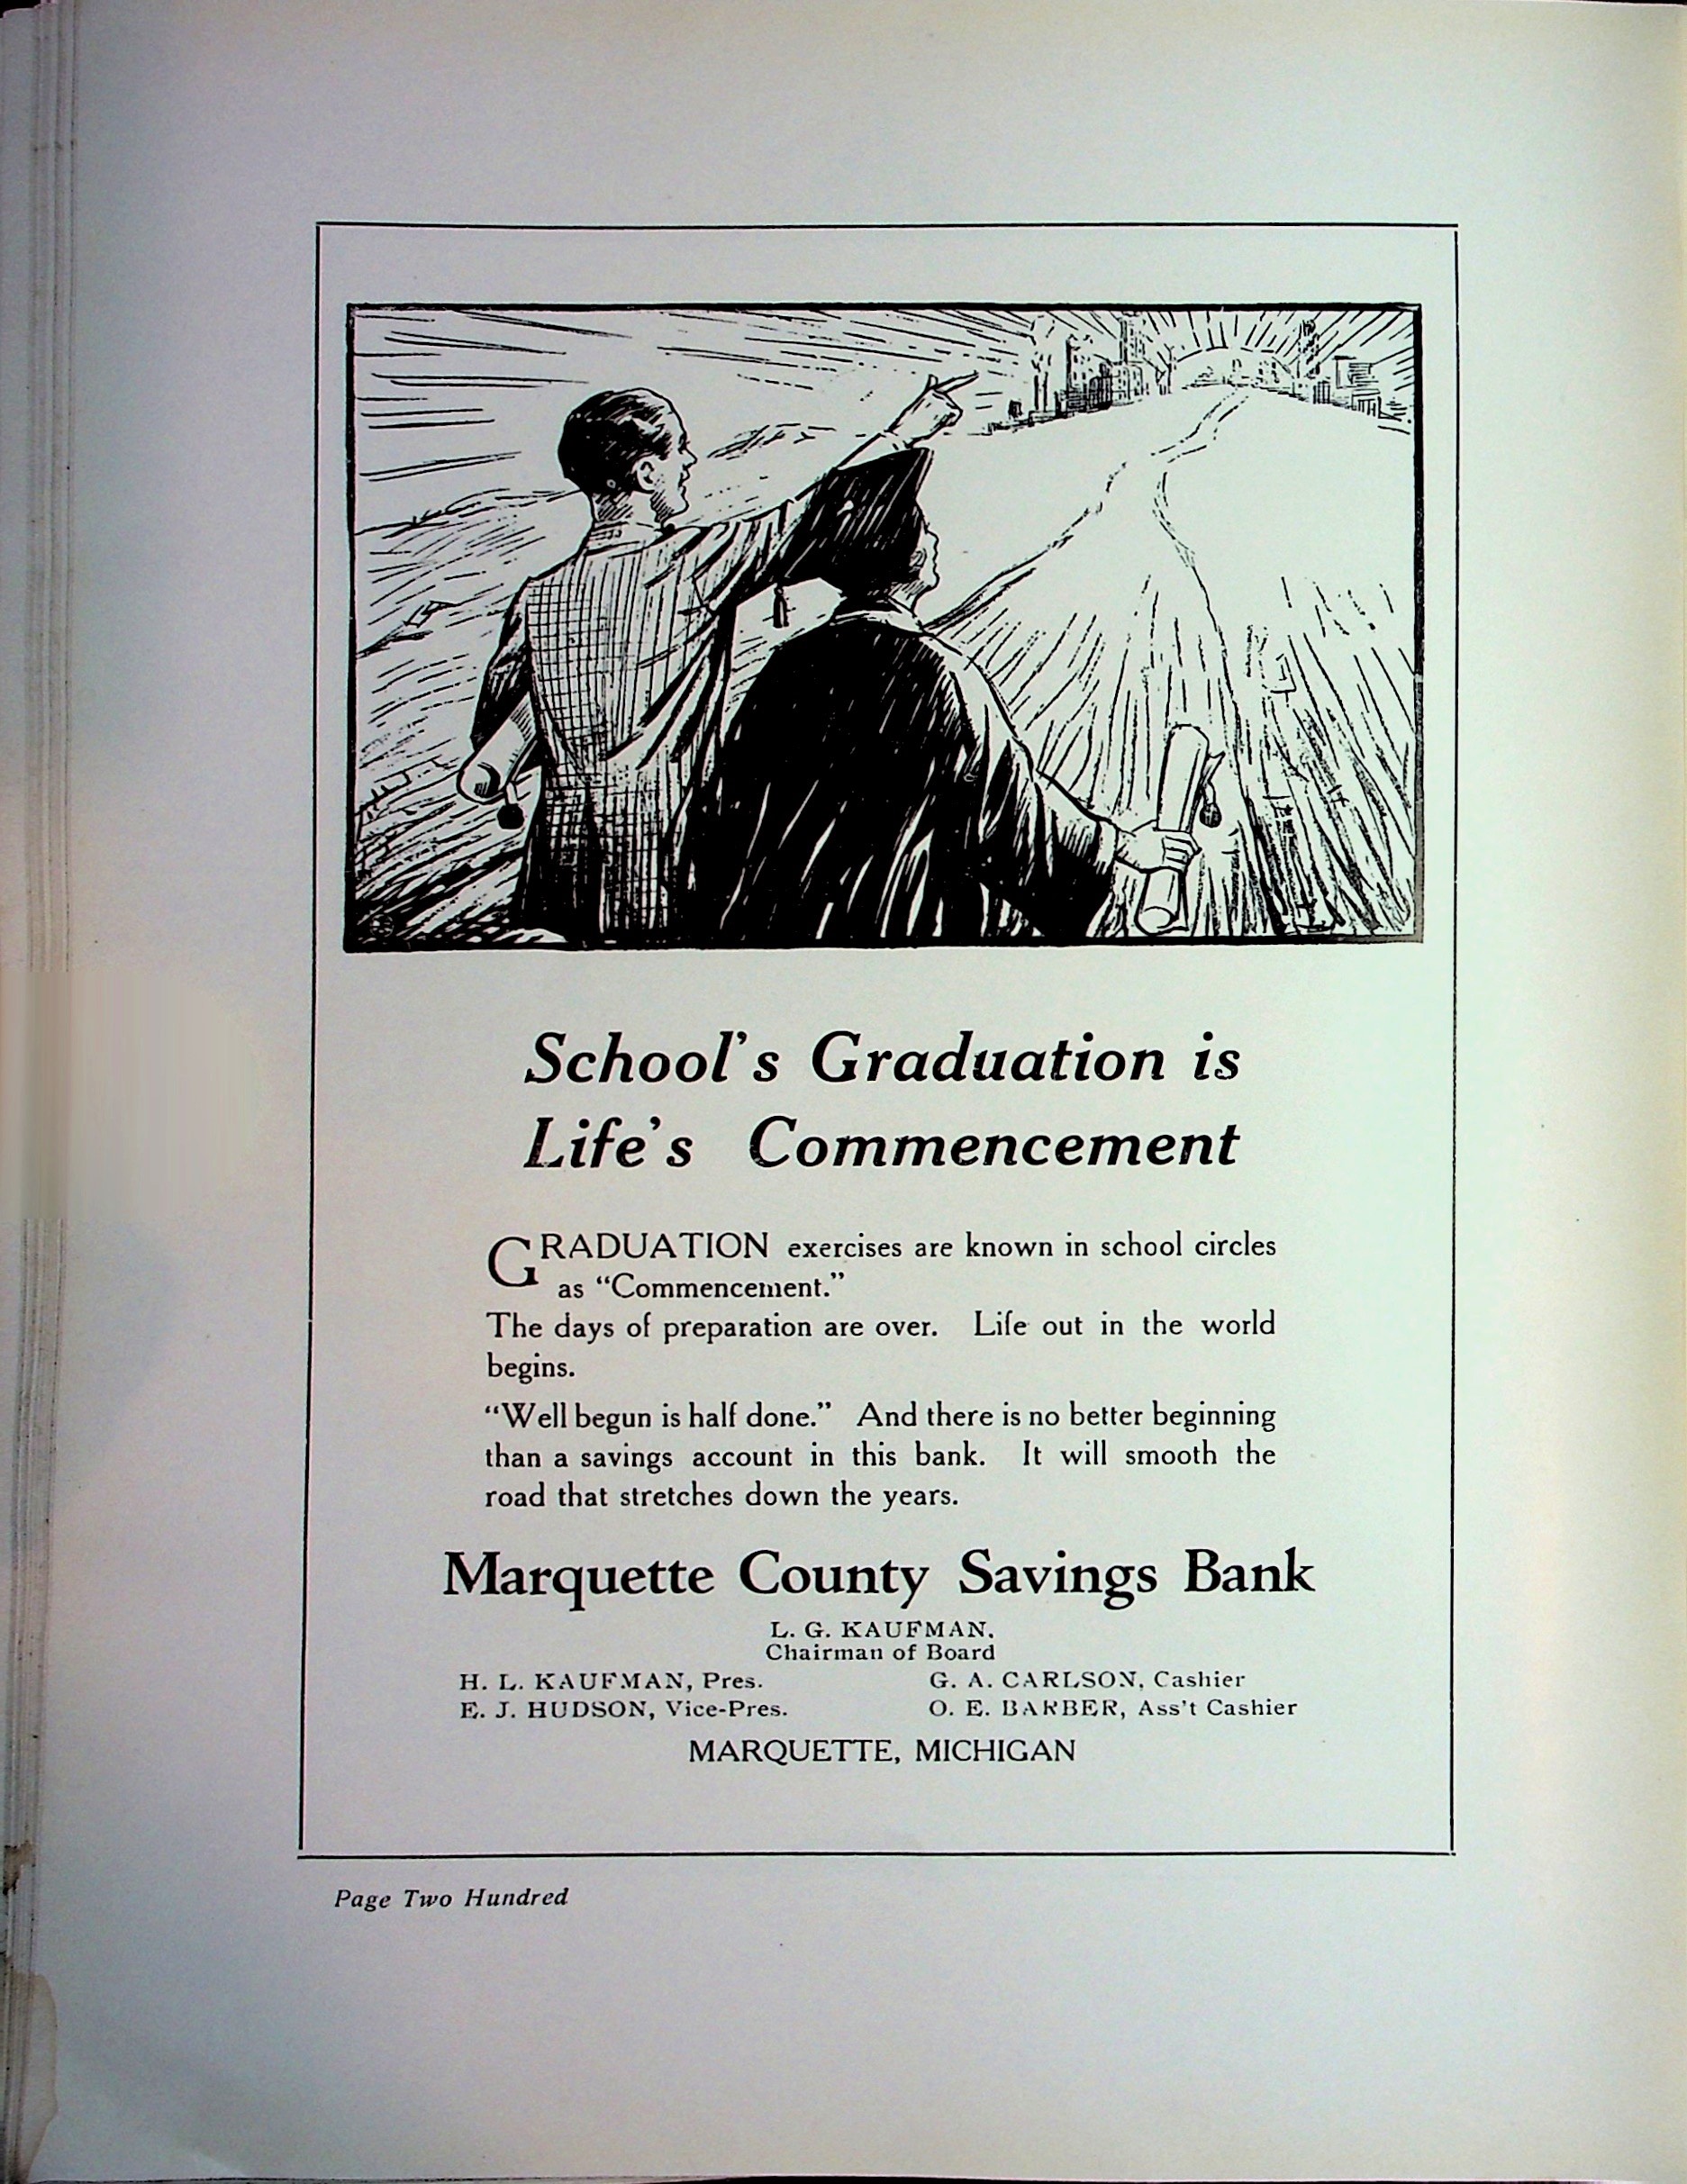 School's Graduation is
Life's Commencement
GRADUATION exercises are known in school circles
as “Commencement.”
The days of preparation are over. Life out in the world
begins.
“Well begun is half done.” And there is no better beginning
than a savings account in this bank. It will smooth the
road that stretches down the years.
Marquette County Savings Bank
L. G. KAUFMAN,
Chairman of Board
H. L. KAUFMAN, Pres. G. A. CARLSON, Cashier
E. J. HUDSON, Vice-Pres. O. E. BARBER, Ass't Cashier
MARQUETTE, MICHIGAN
Page Two Hundred